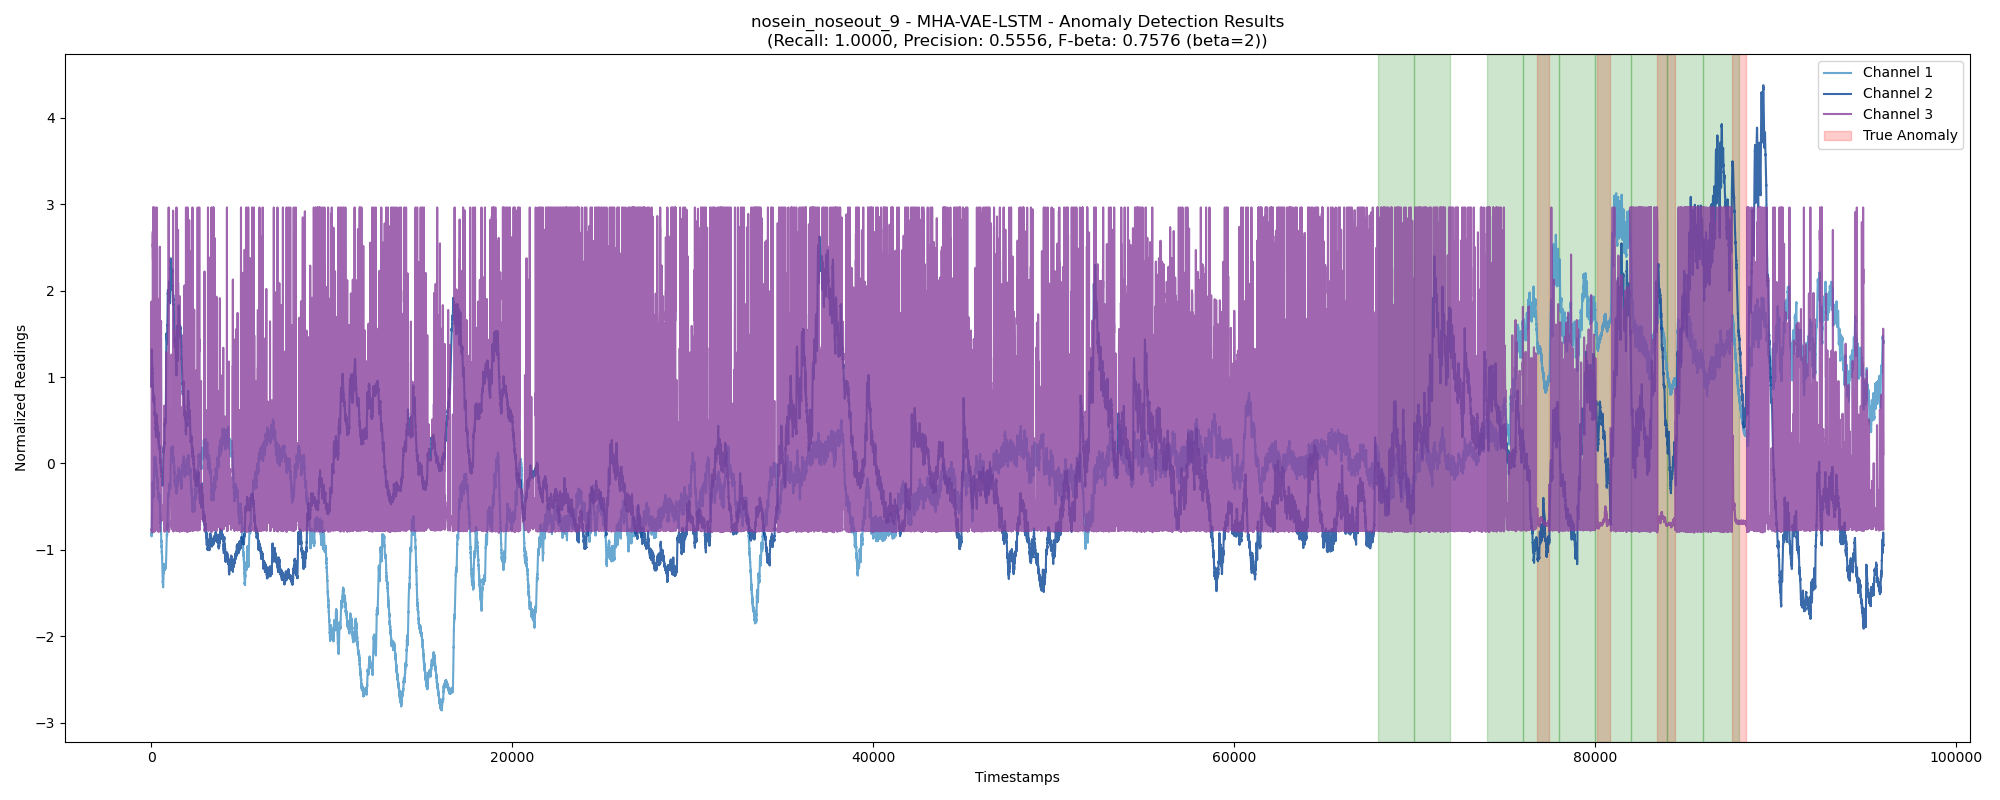 nosein_noseout_9 - MHA-VAE-LSTM - Anomaly Detection Results
(Recall: 1.0000, Precision: 0.5556, F-beta: 0.7576 (beta=2))
Channel 1
Channel 2
Channel 3
True Anomaly
Normalized Readings
4
3
2
1
0
−1
−2
−3
0
20000
40000
60000
80000
100000
Timestamps